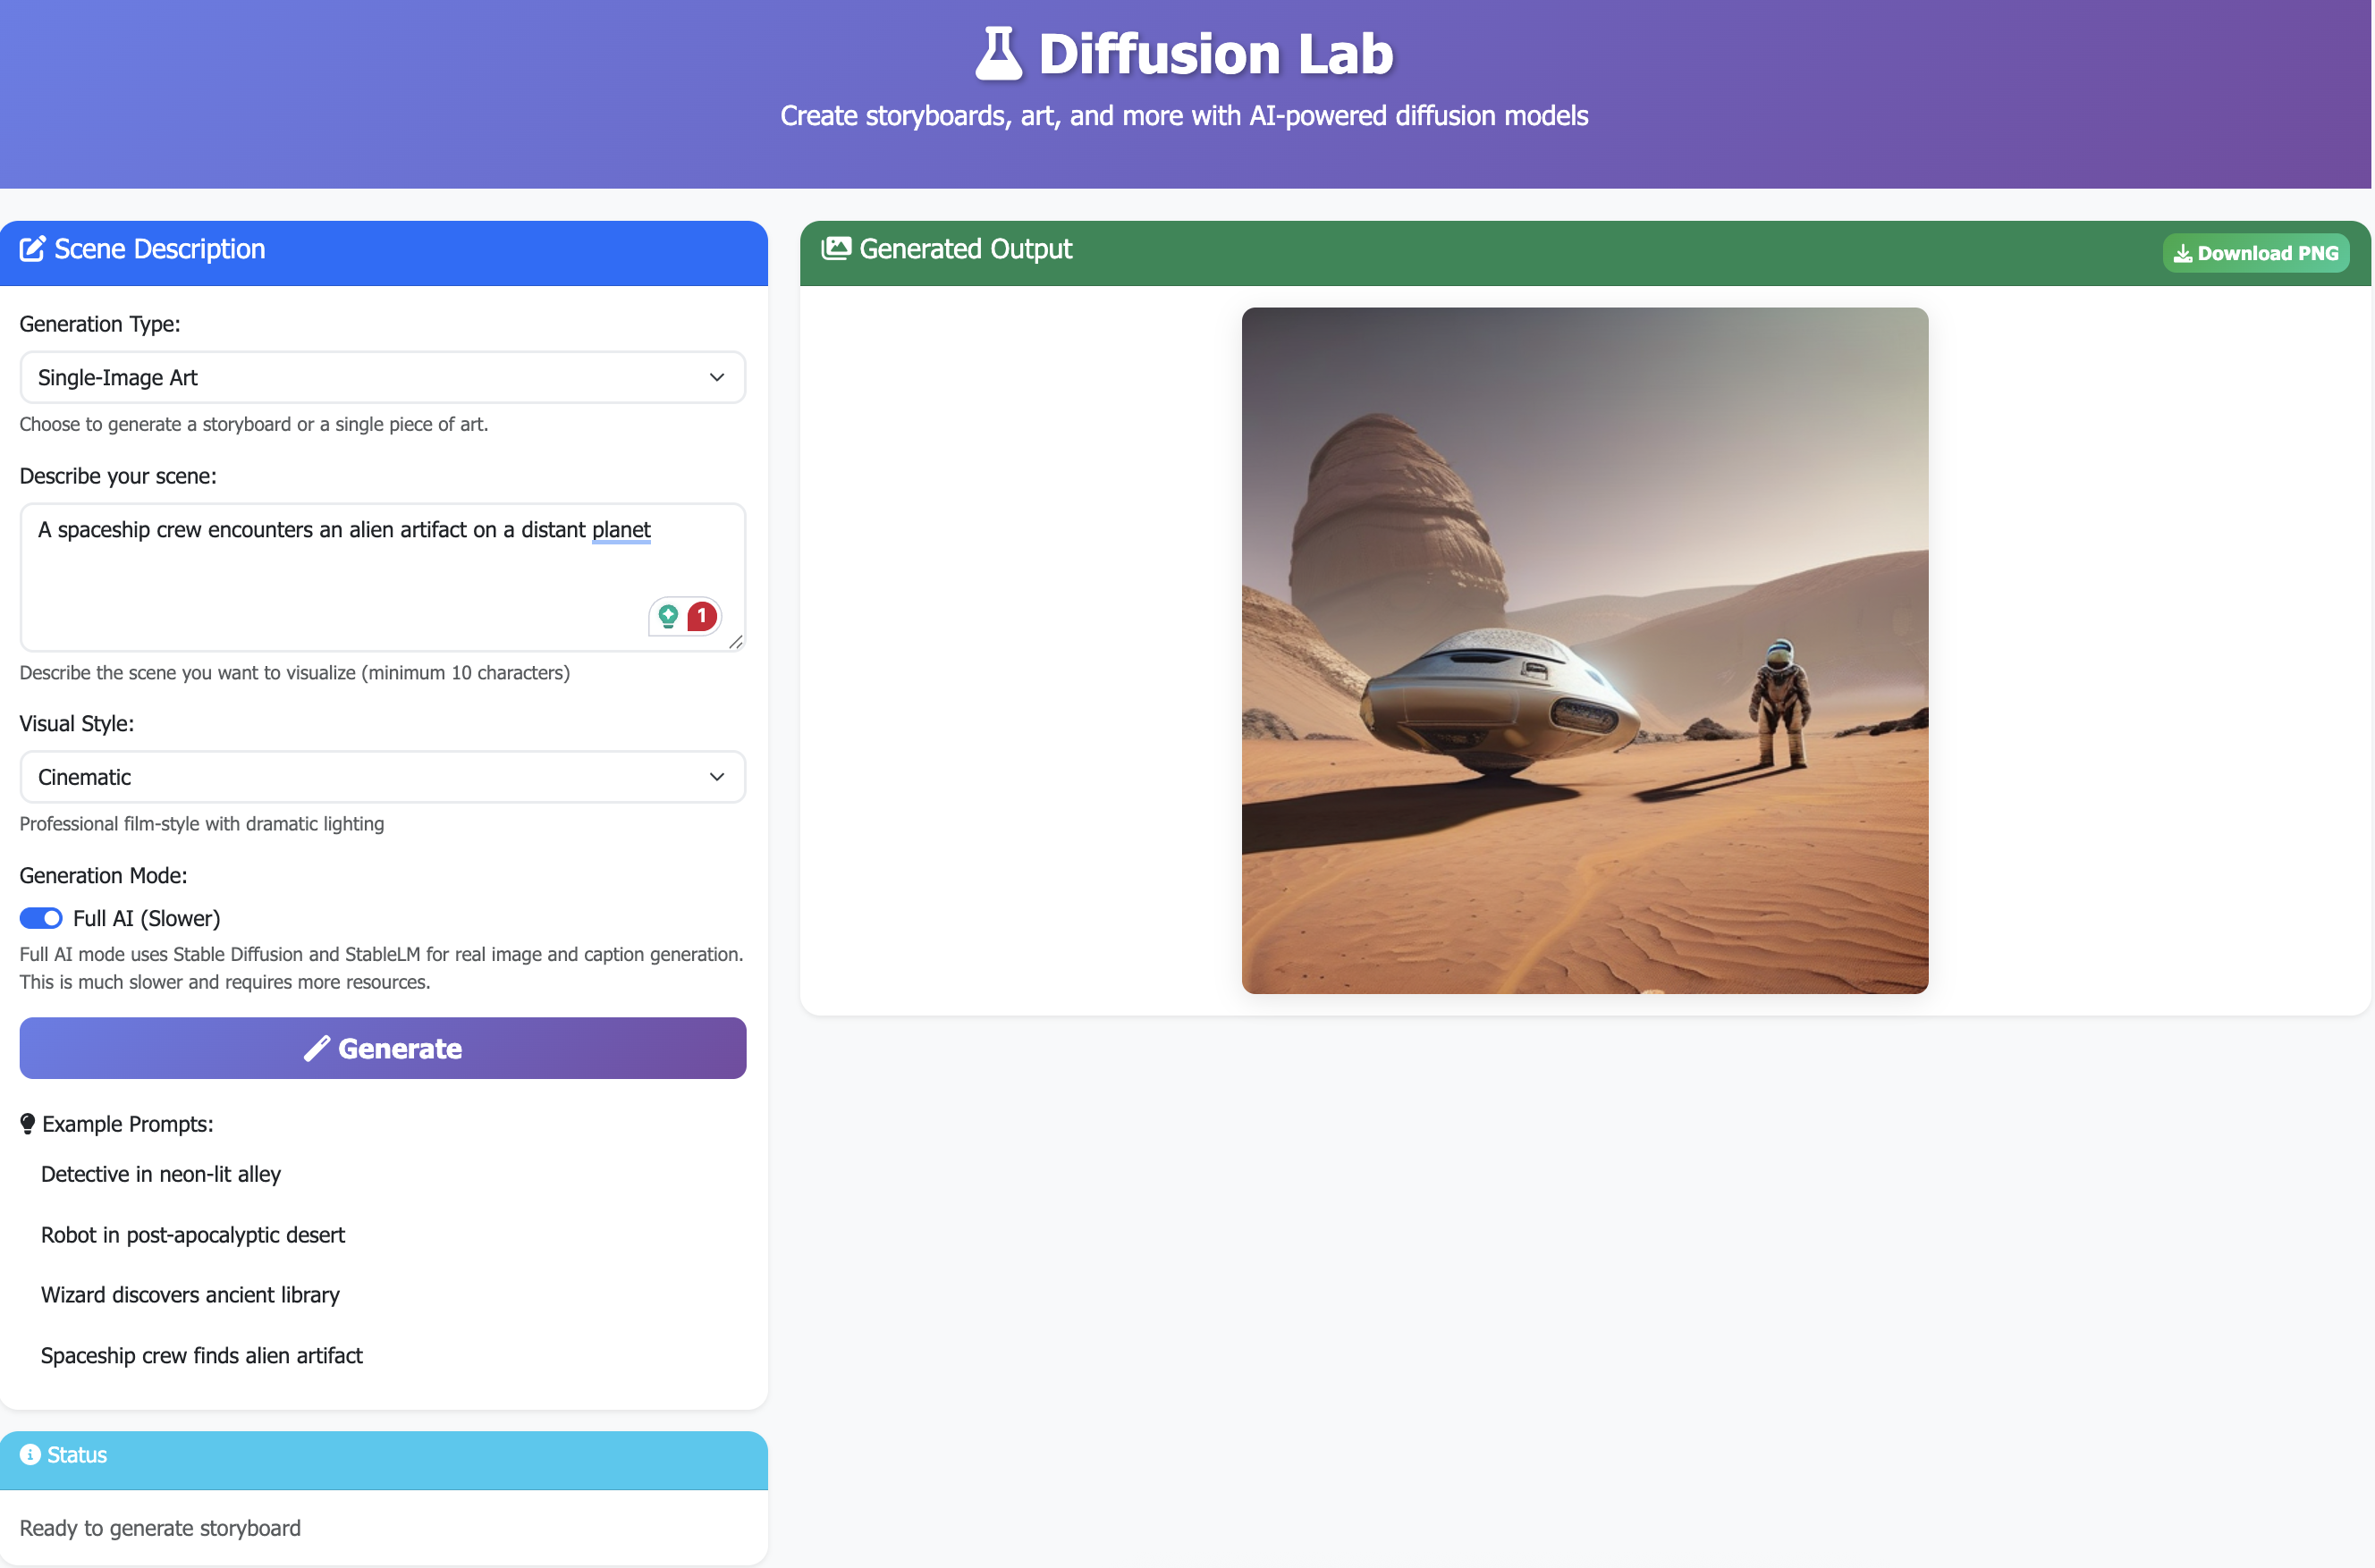 Diffusion Lab
Create storyboards, art, and more with AI-powered diffusion models
Scene Description
Generation Type:
Single-Image Art
Choose to generate a storyboard or a single piece of art.
Describe your scene:
A spaceship crew encounters an alien artifact on a distant planet
1
Describe the scene you want to visualize (minimum 10 characters)
Visual Style:
Cinematic
Professional film-style with dramatic lighting
Generation Mode:
Full AI (Slower)
Full AI mode uses Stable Diffusion and StableLM for real image and caption generation.
This is much slower and requires more resources.
Generate
Example Prompts:
Detective in neon-lit alley
Robot in post-apocalyptic desert
Wizard discovers ancient library
Spaceship crew finds alien artifact
Status
Ready to generate storyboard
Generated Output
Download PNG